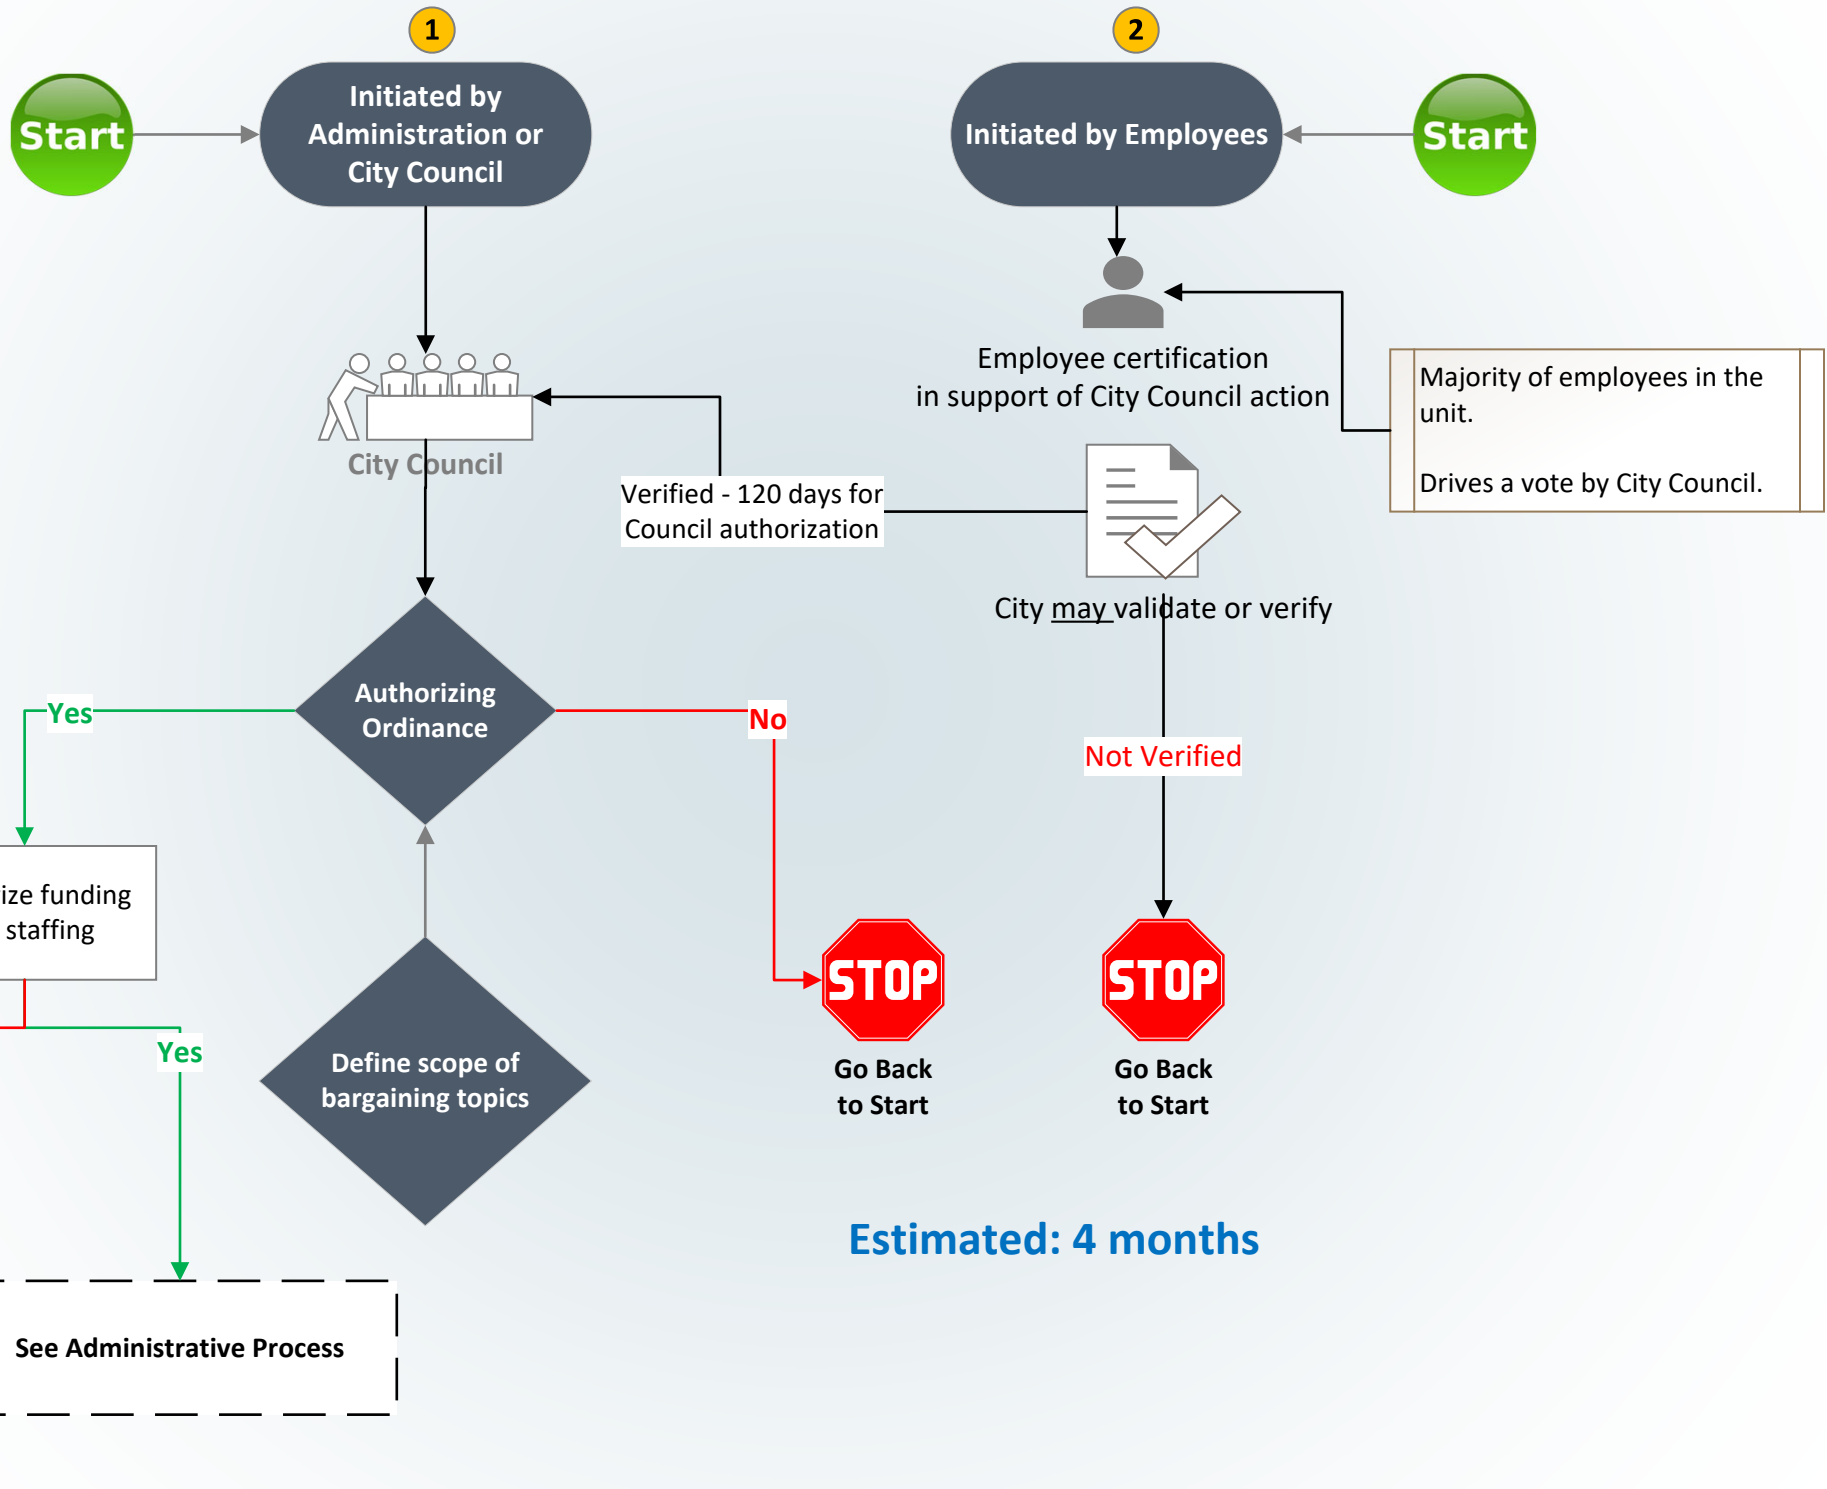 1
2
Start
Initiated by
Administration or
City Council
Initiated by Employees
Start
Employee certification
in support of City Council action
Majority of employees in the
unit.
Drives a vote by City Council.
City Council
Verified - 120 days for
Council authorization
City may validate or verify
Authorizing
Ordinance
Yes
No
Not Verified
ize funding
staffing
STOP
STOP
Yes
Define scope of
bargaining topics
Go Back
to Start
Go Back
to Start
Estimated: 4 months
See Administrative Process